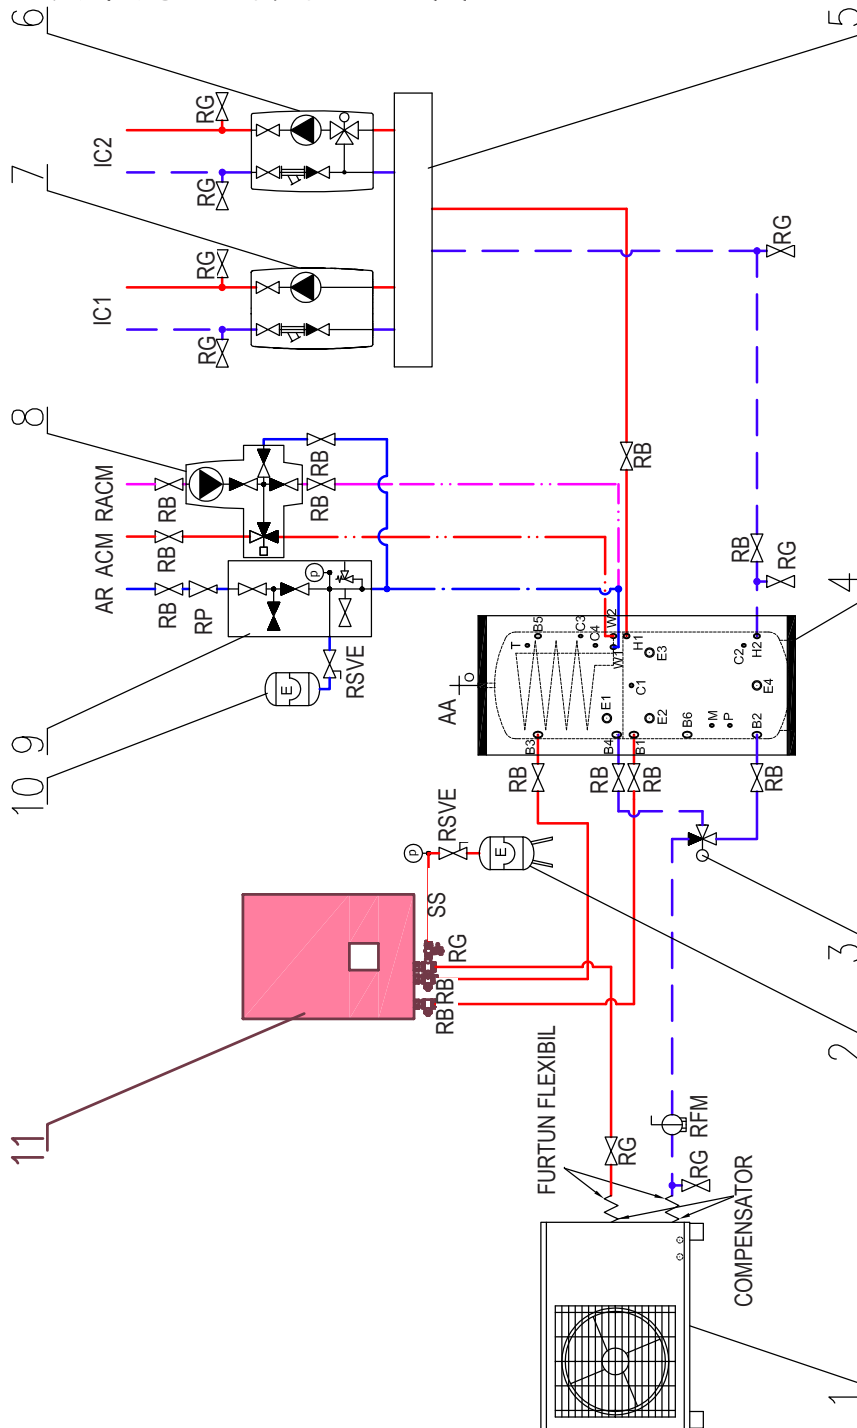 6
5
7
8
10 9
11
4
3
2
1
IC2
RG
RG
IC1
RG
RG
AR ACM RACM
RB
RB
RB
RP
RB
RB
RSVE
E
p
RB
RG
RB
RG
AA
T
B5
C3
C4
W2
W1
H1
E3
C1
C2
H2
E1
E2
E4
B6
M
P
B3
B4
B1
B2
RB
RB
RB
RB
p
RSVE
E
SS
RG
RB
RB
FURTUN FLEXIBIL
RG
RFM
RG
COMPENSATOR